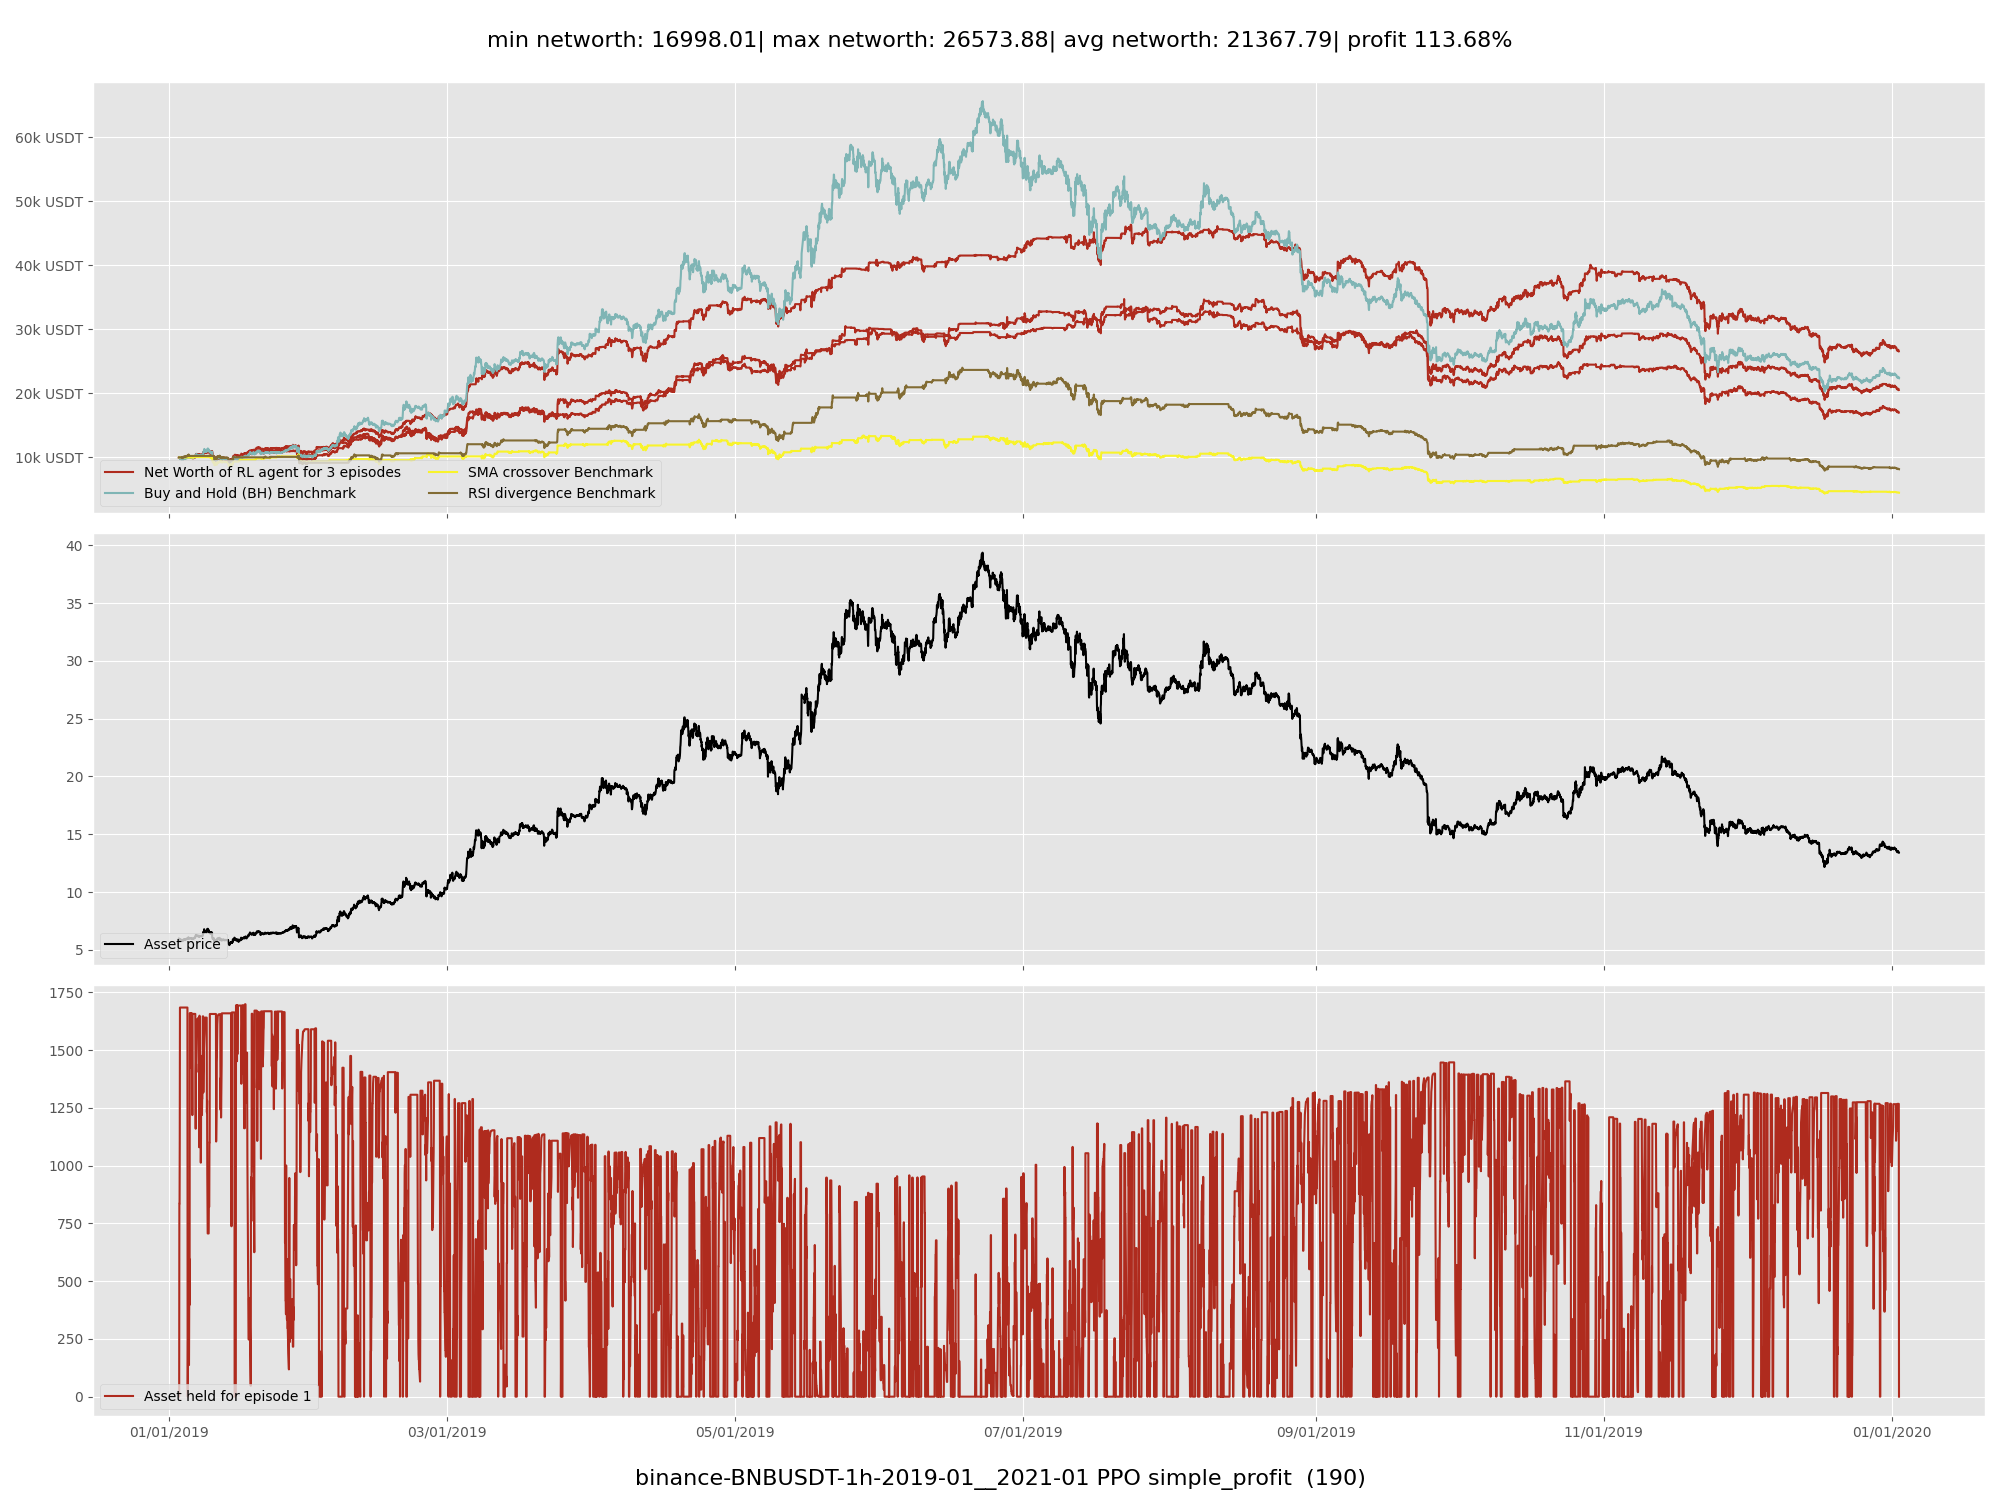 min networth: 16998.01| max networth: 26573.88| avg networth: 21367.79| profit 113.68%
60k USDT
50k USDT
40k USDT
30k USDT
20k USDT
10k USDT
Net Worth of RL agent for 3 episodes
Buy and Hold (BH) Benchmark
SMA crossover Benchmark
RSI divergence Benchmark
40
35
30
25
20
15
10
5
Asset price
1750
1500
1250
1000
750
500
250
0
Asset held for episode 1
01/01/2019 03/01/2019 05/01/2019 07/01/2019 09/01/2019 11/01/2019 01/01/2020
binance-BNBUSDT-1h-2019-01__2021-01 PPO simple_profit (190)